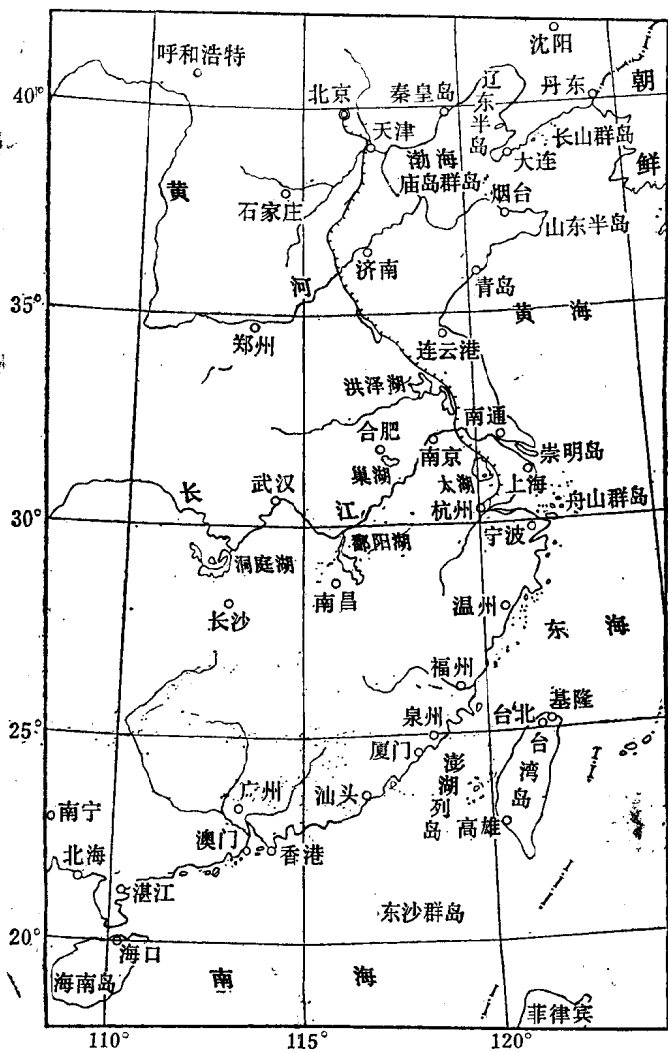 沈阳
呼和浩特
朝
40°
北京
秦皇岛
辽东半岛
丹东
天津
长山群岛
渤海
大连
鲜
庙岛群岛
黄
石家庄
烟台
山东半岛
济南
河
青岛
35°
黄海
郑州
连云港
洪泽湖
南通
合肥
南京
崇明岛
巢湖
太湖
上海
长
武汉
江
杭州
舟山群岛
30°
宁波
洞庭湖
鄱阳湖
南昌
温州
长沙
东海
福州
基隆
台北
泉州
25°
厦门
台湾岛
澎湖列岛
广州
汕头
南宁
高雄
澳门
香港
北海
湛江
东沙群岛
20°
海口
海南岛
南海
菲律宾
110°
115°
120°